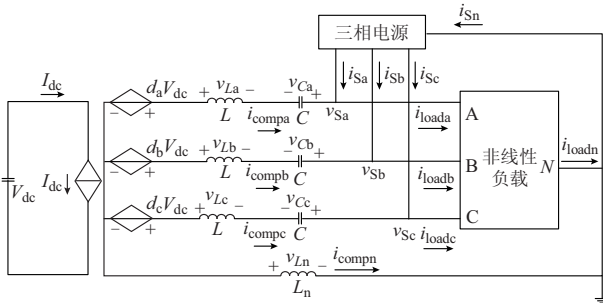 三相电源
i_Sn
i_Sa
i_Sb
i_Sc
I_dc
d_aV_dc
+ v_La −
L
i_compa
− v_Ca +
C
v_Sa
i_loada
A
V_dc
I_dc
d_bV_dc
+ v_Lb −
L
i_compb
− v_Cb +
C
v_Sb
i_loadb
B
非线性
负载
N
i_loadn
d_cV_dc
+ v_Lc −
L
i_compc
− v_Cc +
C
v_Sc
i_loadc
C
+ v_Ln −
L_n
i_compn